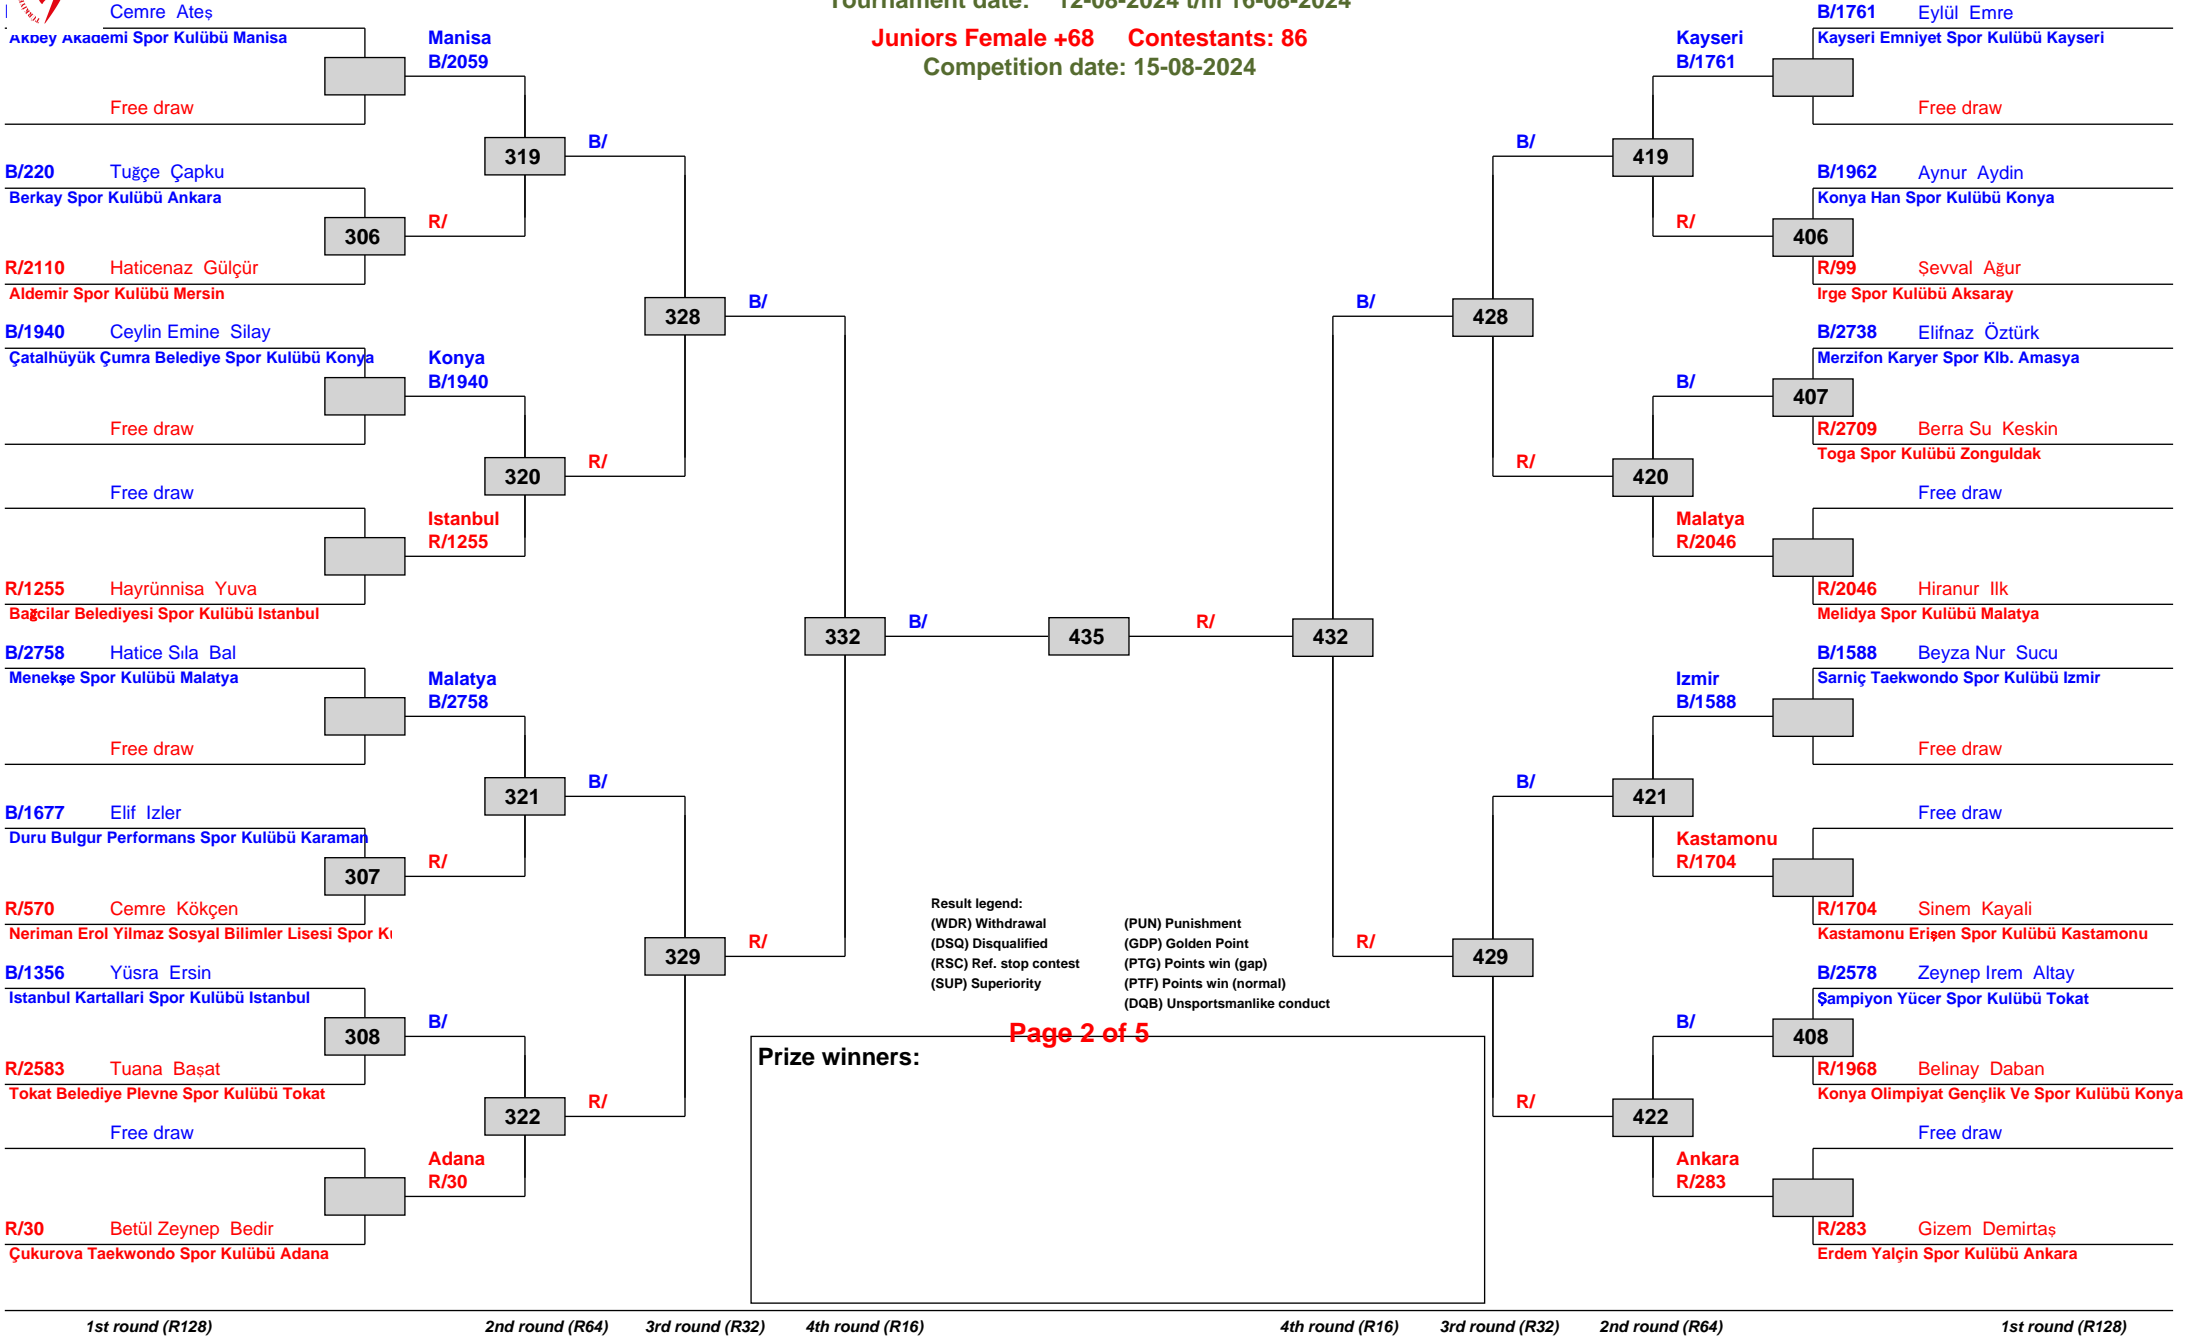 Tournament date: 12-08-2024 t/m 16-08-2024
Juniors Female +68 Contestants: 86
Competition date: 15-08-2024
Cemre Ateş
Akbey Akademi Spor Kulübü Manisa
Free draw
Manisa
B/2059
B/220 Tuğçe Çapku
Berkay Spor Kulübü Ankara
306
R/2110 Haticenaz Gülçür
Aldemir Spor Kulübü Mersin
R/
319
B/
B/1940 Ceylin Emine Silay
Çatalhüyük Çumra Belediye Spor Kulübü Konya
Free draw
Konya
B/1940
Free draw
R/1255 Hayrünnisa Yuva
Bağcilar Belediyesi Spor Kulübü Istanbul
Istanbul
R/1255
320
R/
328
B/
B/2758 Hatice Sıla Bal
Menekşe Spor Kulübü Malatya
Free draw
Malatya
B/2758
B/1677 Elif Izler
Duru Bulgur Performans Spor Kulübü Karaman
307
R/570 Cemre Kökçen
Neriman Erol Yilmaz Sosyal Bilimler Lisesi Spor
R/
321
B/
B/1356 Yüsra Ersin
Istanbul Kartallari Spor Kulübü Istanbul
308
R/2583 Tuana Başat
Tokat Belediye Plevne Spor Kulübü Tokat
B/
Free draw
R/30 Betül Zeynep Bedir
Çukurova Taekwondo Spor Kulübü Adana
Adana
R/30
322
R/
329
R/
332
B/
435
R/
432
B/1761 Eylül Emre
Kayseri Emniyet Spor Kulübü Kayseri
Free draw
Kayseri
B/1761
B/1962 Aynur Aydin
Konya Han Spor Kulübü Konya
406
R/99 Şevval Ağur
Irge Spor Kulübü Aksaray
R/
419
B/
B/2738 Elifnaz Öztürk
Merzifon Karyer Spor Klb. Amasya
407
R/2709 Berra Su Keskin
Toga Spor Kulübü Zonguldak
B/
Free draw
R/2046 Hiranur Ilk
Melidya Spor Kulübü Malatya
Malatya
R/2046
420
R/
428
B/
B/1588 Beyza Nur Sucu
Sarniç Taekwondo Spor Kulübü Izmir
Free draw
Izmir
B/1588
Free draw
R/1704 Sinem Kayali
Kastamonu Erişen Spor Kulübü Kastamonu
Kastamonu
R/1704
421
B/
B/2578 Zeynep Irem Altay
Şampiyon Yücer Spor Kulübü Tokat
408
R/1968 Belinay Daban
Konya Olimpiyat Gençlik Ve Spor Kulübü Konya
B/
Free draw
R/283 Gizem Demirtaş
Erdem Yalçin Spor Kulübü Ankara
Ankara
R/283
422
R/
429
R/
Result legend:
(WDR) Withdrawal (PUN) Punishment
(DSQ) Disqualified (GDP) Golden Point
(RSC) Ref. stop contest (PTG) Points win (gap)
(SUP) Superiority (PTF) Points win (normal)
(DQB) Unsportsmanlike conduct
Page 2 of 5
Prize winners:
1st round (R128) 2nd round (R64) 3rd round (R32) 4th round (R16) 4th round (R16) 3rd round (R32) 2nd round (R64) 1st round (R128)